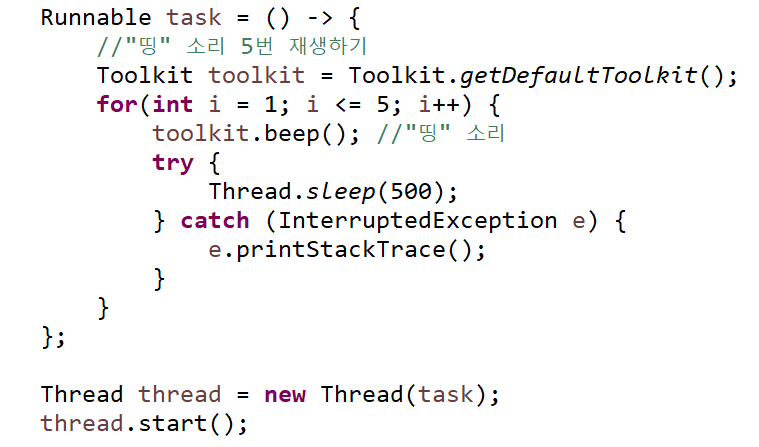 Runnable task = () -> {
//"띵" 소리 5번 재생하기
Toolkit toolkit = Toolkit.getDefaultToolkit();
for(int i = 1; i <= 5; i++) {
toolkit.beep(); //"띵" 소리
try {
Thread.sleep(500);
} catch (InterruptedException e) {
e.printStackTrace();
}
}
};
Thread thread = new Thread(task);
thread.start();